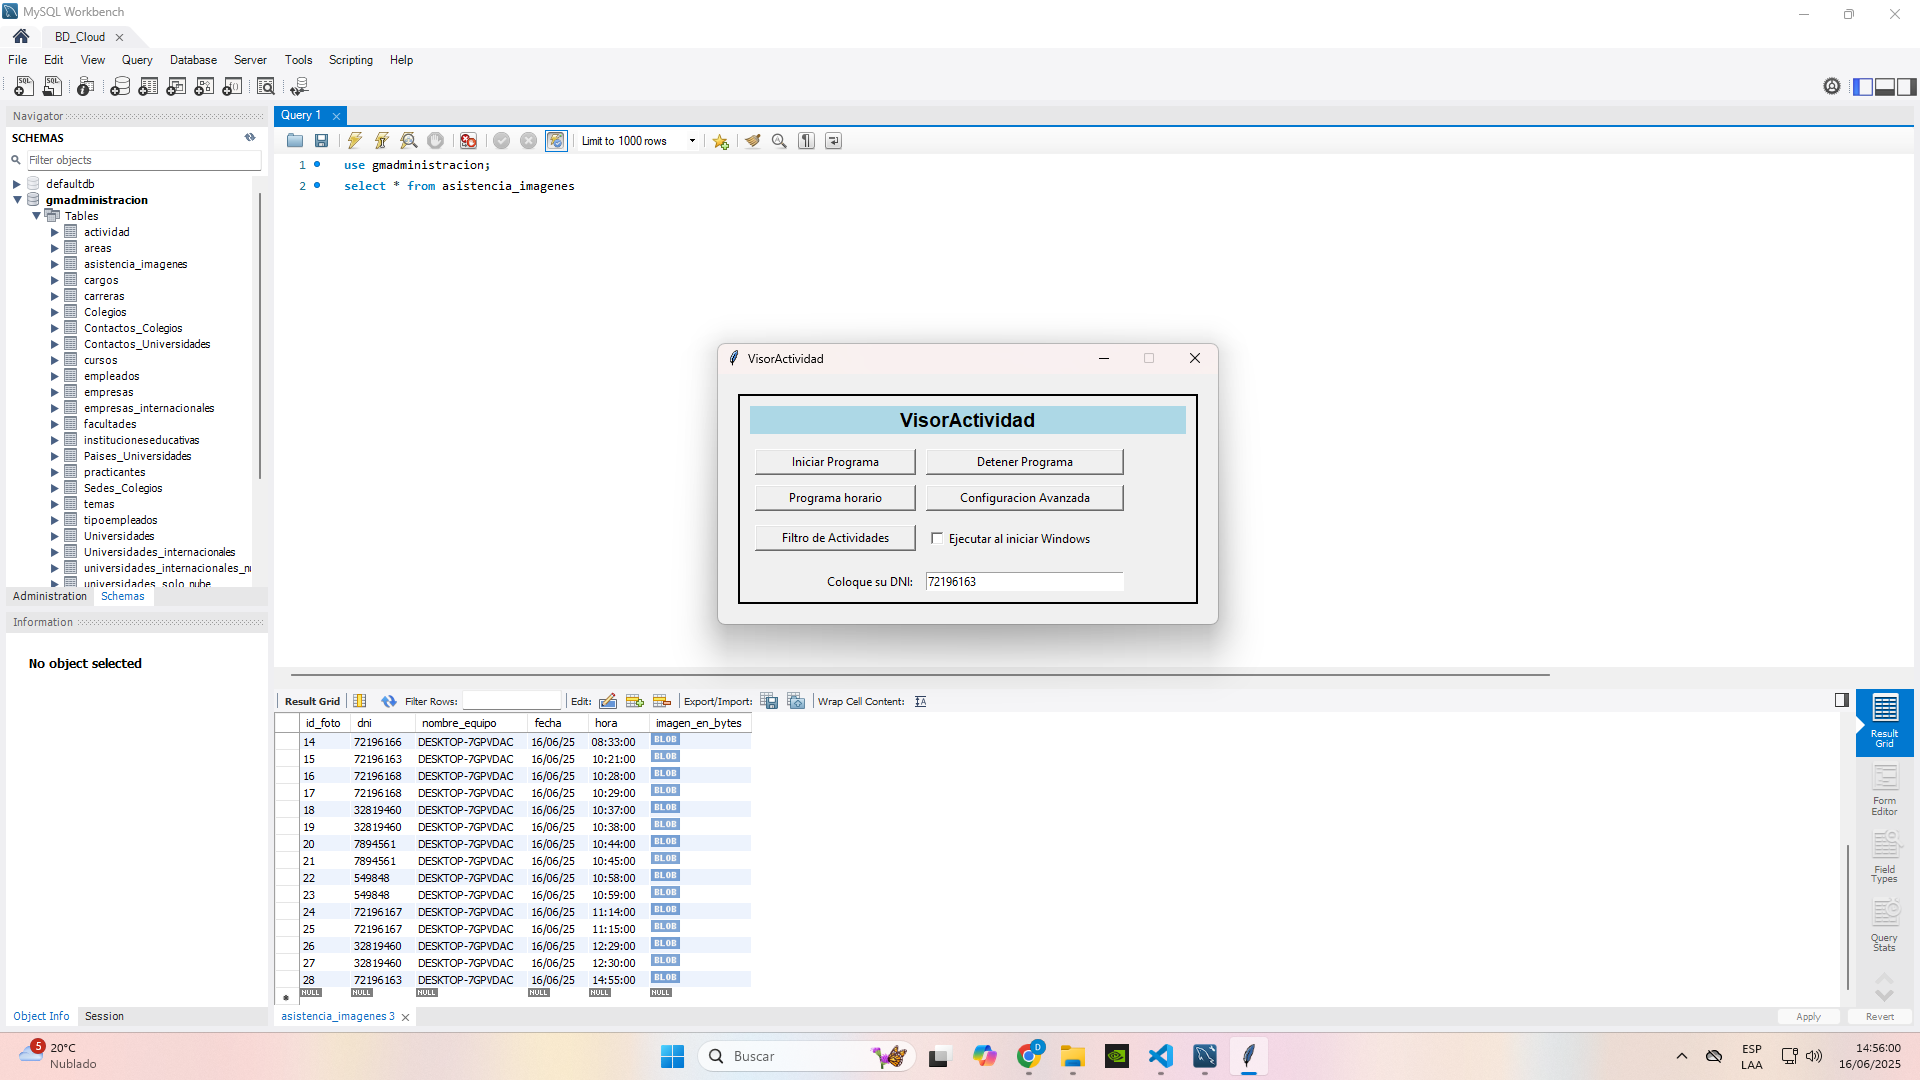 MySQL Workbench
BD_Cloud
File Edit View Query Database Server Tools Scripting Help
Navigator
SCHEMAS
Filter objects
defaultdb
gmadministracion
Tables
actividad
areas
asistencia_imagenes
cargos
carreras
Colegios
Contactos_Colegios
Contactos_Universidades
cursos
empleados
empresas
empresas_internacionales
facultades
institucioneseducativas
Paises_Universidades
practicantes
Sedes_Colegios
temas
tipoempleados
Universidades
Universidades_internacionales
universidades_internacionales_n
universidades_solo_nube
Administration Schemas
Information
No object selected
Object Info Session
Query 1
Limit to 1000 rows
1 use gmadministracion;
2 select * from asistencia_imagenes
VisorActividad
VisorActividad
Iniciar Programa Detener Programa
Programa horario Configuracion Avanzada
Filtro de Actividades Ejecutar al iniciar Windows
Coloque su DNI: 72196163
Result Grid Filter Rows: Edit: Export/Import: Wrap Cell Content:
id_foto dni nombre_equipo fecha hora imagen_en_bytes
14 72196166 DESKTOP-7GPVDAC 16/06/25 08:33:00 BLOB
15 72196163 DESKTOP-7GPVDAC 16/06/25 10:21:00 BLOB
16 72196168 DESKTOP-7GPVDAC 16/06/25 10:28:00 BLOB
17 72196168 DESKTOP-7GPVDAC 16/06/25 10:29:00 BLOB
18 32819460 DESKTOP-7GPVDAC 16/06/25 10:37:00 BLOB
19 32819460 DESKTOP-7GPVDAC 16/06/25 10:38:00 BLOB
20 7894561 DESKTOP-7GPVDAC 16/06/25 10:44:00 BLOB
21 7894561 DESKTOP-7GPVDAC 16/06/25 10:45:00 BLOB
22 549848 DESKTOP-7GPVDAC 16/06/25 10:58:00 BLOB
23 549848 DESKTOP-7GPVDAC 16/06/25 10:59:00 BLOB
24 72196167 DESKTOP-7GPVDAC 16/06/25 11:14:00 BLOB
25 72196167 DESKTOP-7GPVDAC 16/06/25 11:15:00 BLOB
26 32819460 DESKTOP-7GPVDAC 16/06/25 12:29:00 BLOB
27 32819460 DESKTOP-7GPVDAC 16/06/25 12:30:00 BLOB
28 72196163 DESKTOP-7GPVDAC 16/06/25 14:55:00 BLOB
NULL NULL NULL NULL NULL NULL
Result
Grid
Form
Editor
Field
Types
Query
Stats
asistencia_imagenes 3
Apply Revert
5
20°C
Nublado
Buscar
D
ESP
LAA
14:56:00
16/06/2025